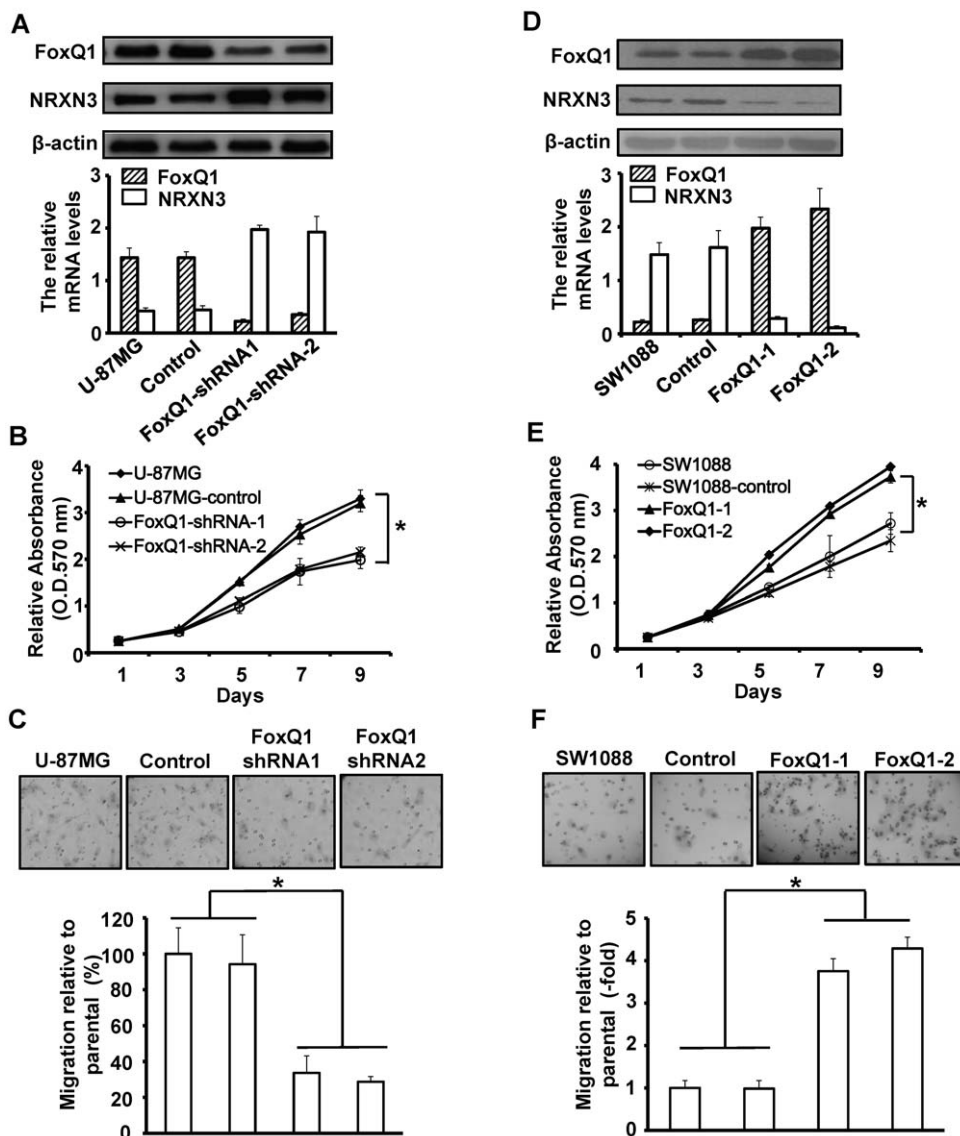 A
FoxQ1
NRXN3
β-actin
3
2
1
0
The relative
mRNA levels
FoxQ1
NRXN3
U-87MG
Control
FoxQ1-shRNA1
FoxQ1-shRNA-2
B
4
3
2
1
0
Relative Absorbance
(O.D.570 nm)
U-87MG
U-87MG-control
FoxQ1-shRNA-1
FoxQ1-shRNA-2
*
1 3 5 7 9
Days
C
U-87MG
Control
FoxQ1
shRNA1
FoxQ1
shRNA2
*
120
100
80
60
40
20
0
Migration relative to
parental (%)
D
FoxQ1
NRXN3
β-actin
3
2
1
0
The relative
mRNA levels
FoxQ1
NRXN3
SW1088
Control
FoxQ1-1
FoxQ1-2
E
4
3
2
1
0
Relative Absorbance
(O.D.570 nm)
SW1088
SW1088-control
FoxQ1-1
FoxQ1-2
*
1 3 5 7 9
Days
F
SW1088
Control
FoxQ1-1
FoxQ1-2
*
5
4
3
2
1
0
Migration relative to
parental (-fold)